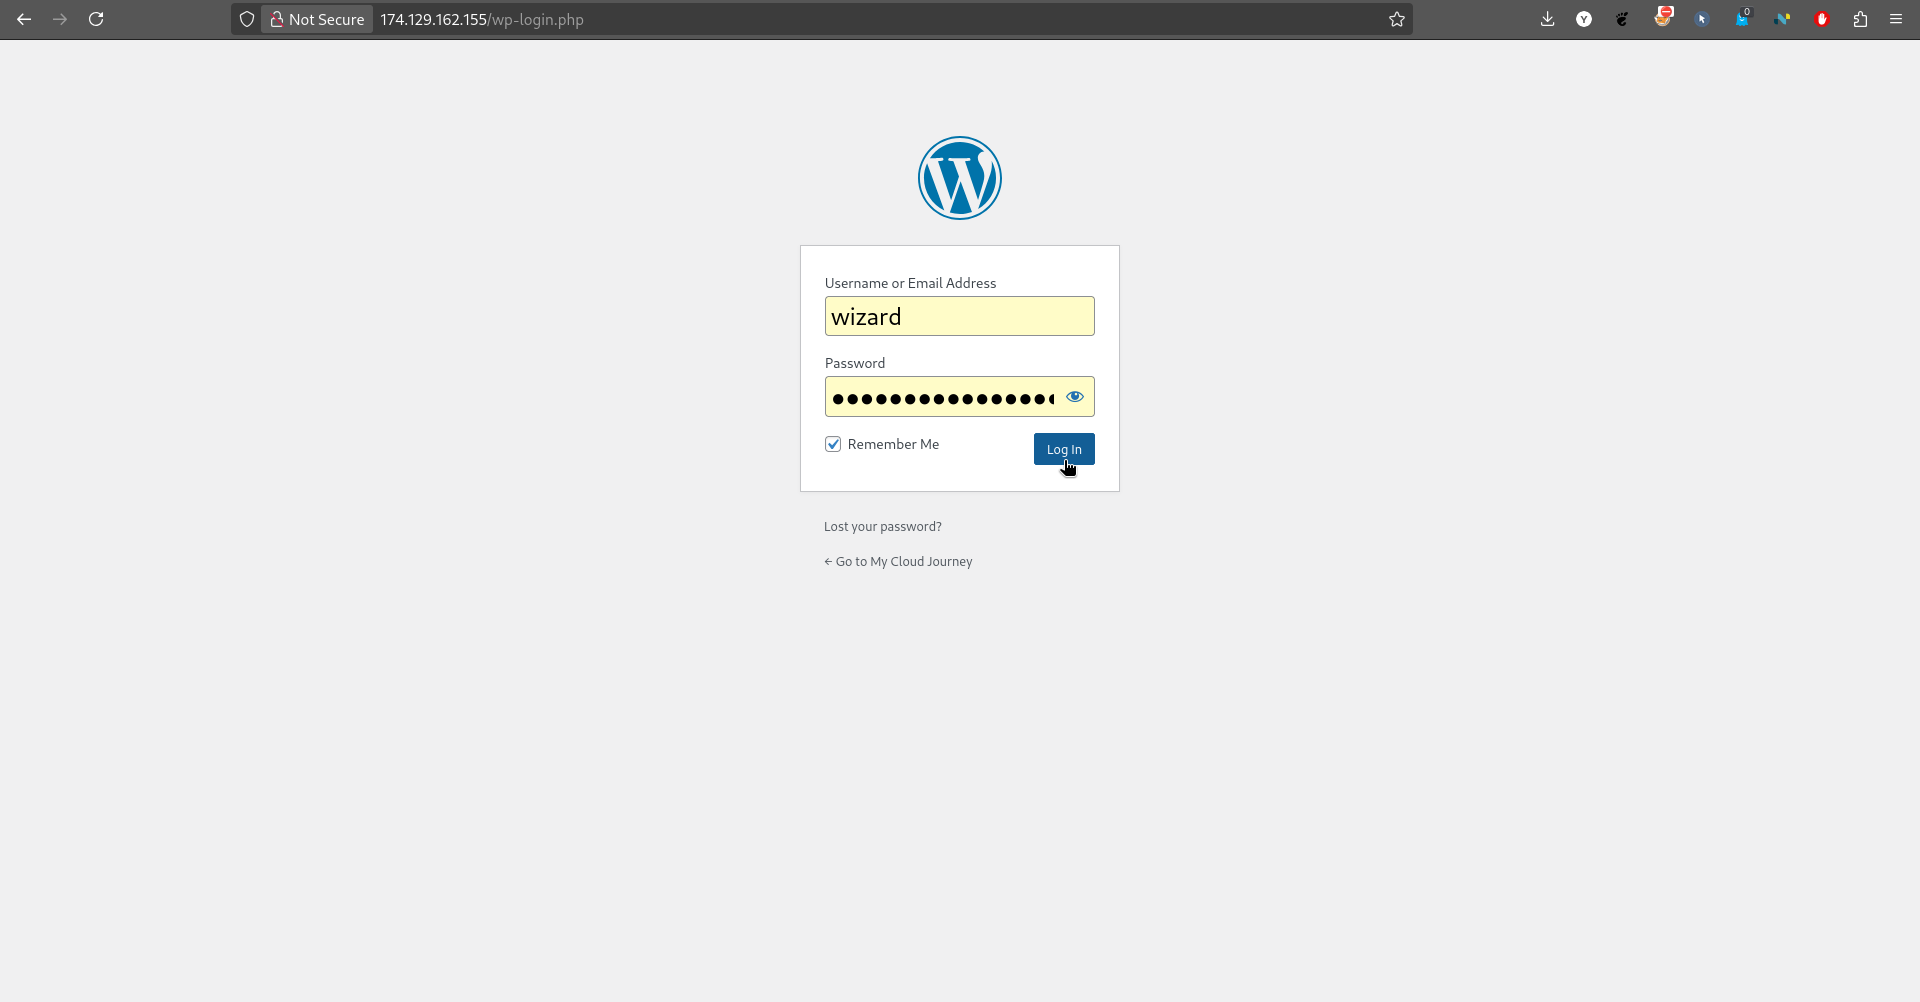 Not Secure 174.129.162.155/wp-login.php
0
Username or Email Address
wizard
Password
●●●●●●●●●●●●●●●●
Remember Me
Log In
Lost your password?
← Go to My Cloud Journey